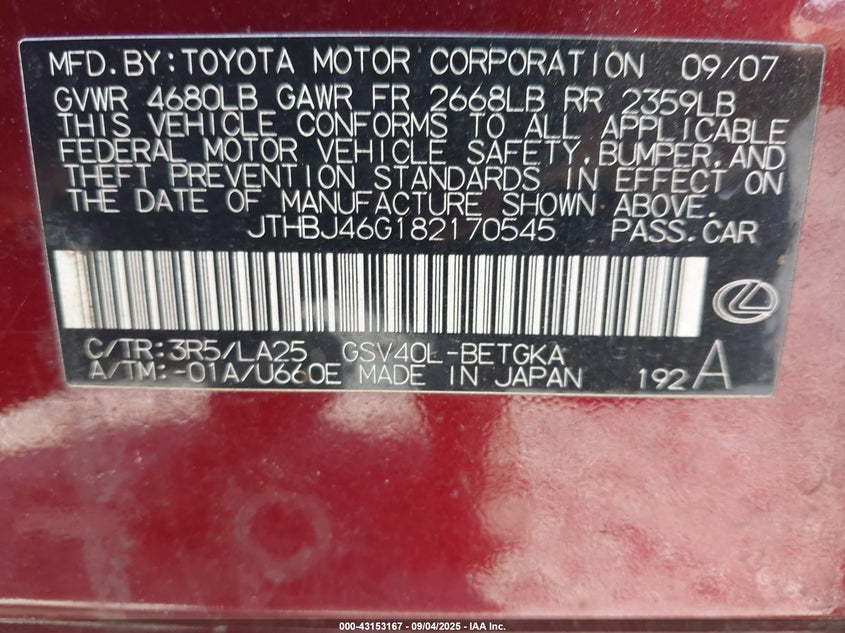 MFD. BY: TOYOTA MOTOR CORPORATION 09/07
GVWR 4680LB GAWR FR 2668LB RR 2359LB
THIS VEHICLE CONFORMS TO ALL APPLICABLE
FEDERAL MOTOR VEHICLE SAFETY, BUMPER, AND
THEFT PREVENTION STANDARDS IN EFFECT ON
THE DATE OF MANUFACTURE SHOWN ABOVE.
JTHBJ46G182170545 PASS.CAR
C/TR: 3R5/LA25 GSV40L-BETGKA
A/TM: -01A/U660E MADE IN JAPAN 192 A
000-43153167 - 09/04/2025 - IAA Inc.